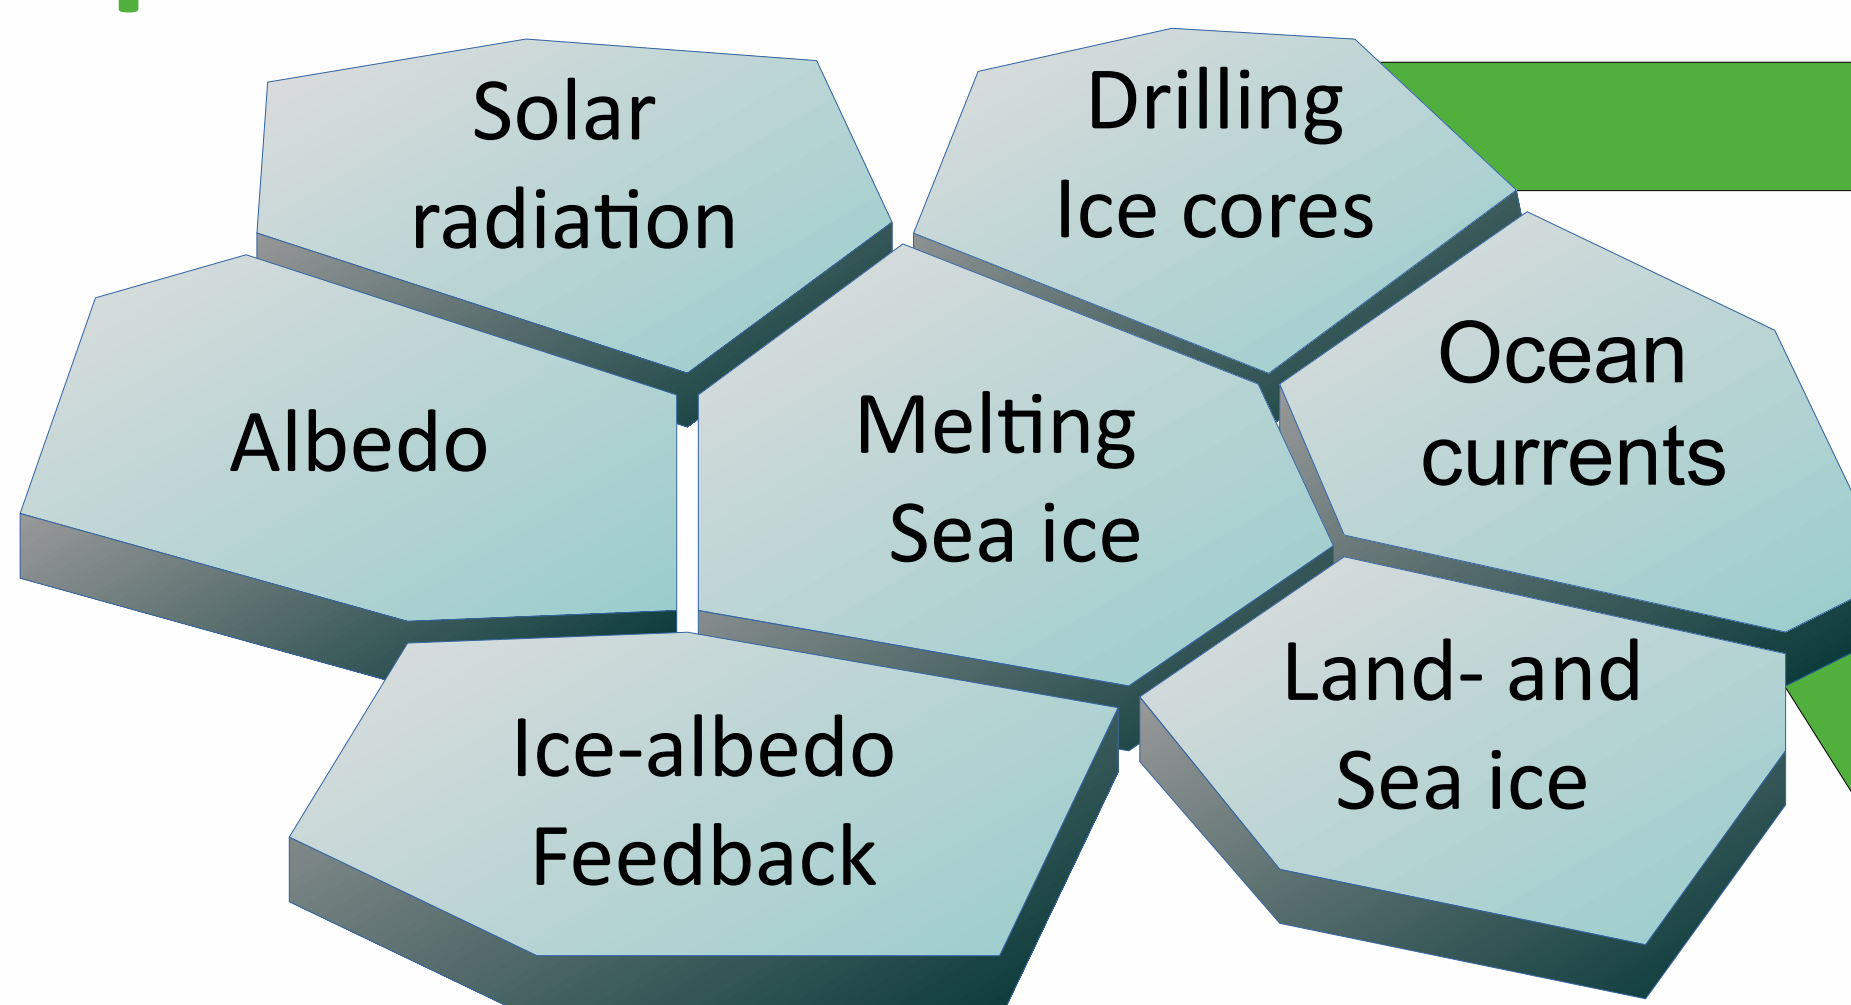 Solar
radiation
Drilling
Ice cores
Albedo
Melting
Sea ice
Ocean
currents
Ice-albedo
Feedback
Land- and
Sea ice